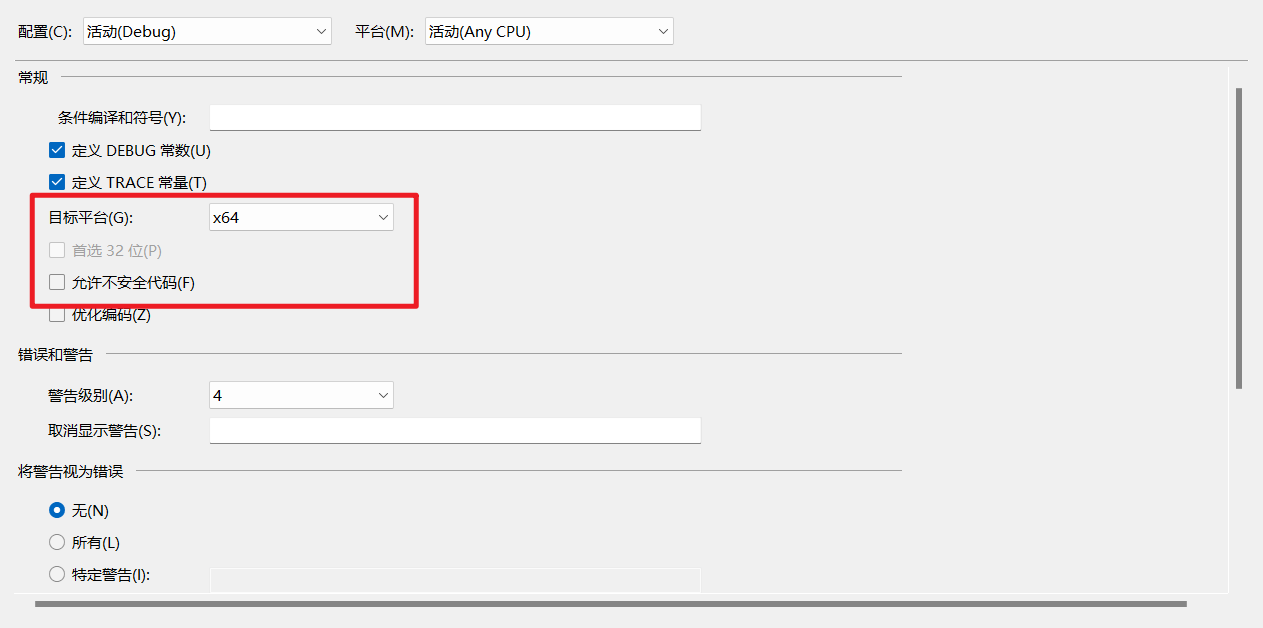 配置(C): 活动(Debug) 平台(M): 活动(Any CPU)
常规
条件编译和符号(Y):
定义 DEBUG 常数(U)
定义 TRACE 常量(T)
目标平台(G): x64
首选 32 位(P)
允许不安全代码(F)
优化编码(Z)
错误和警告
警告级别(A): 4
取消显示警告(S):
将警告视为错误
无(N)
所有(L)
特定警告(I):